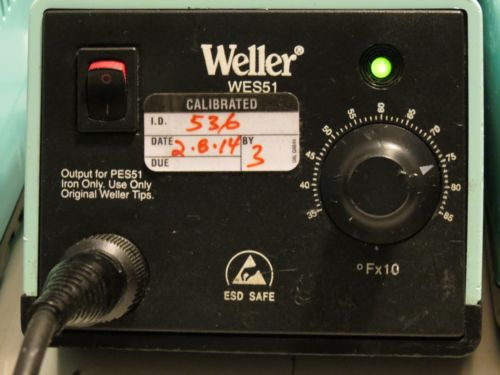 Weller®
WES51
CALIBRATED
I.D. 536
DATE 2.8.14 BY 3
DUE
Output for PES51
Iron Only. Use Only
Original Weller Tips.
35 40 45 50 55 60 65 70 75 80 85
°Fx10
ESD SAFE